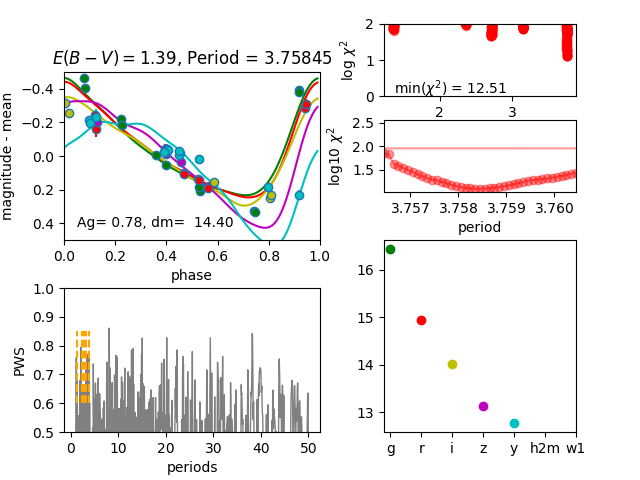 E(B − V) = 1.39, Period = 3.75845
magnitude - mean
−0.4
−0.2
0.0
0.2
0.4
Ag= 0.78, dm= 14.40
0.0 0.2 0.4 0.6 0.8 1.0
phase
log χ²
2
1
0
min(χ²) = 12.51
2 3
log10 χ²
2.5
2.0
1.5
3.757 3.758 3.759 3.760
period
PWS
1.0
0.9
0.8
0.7
0.6
0.5
0 10 20 30 40 50
periods
16
15
14
13
g r i z y h2m w1